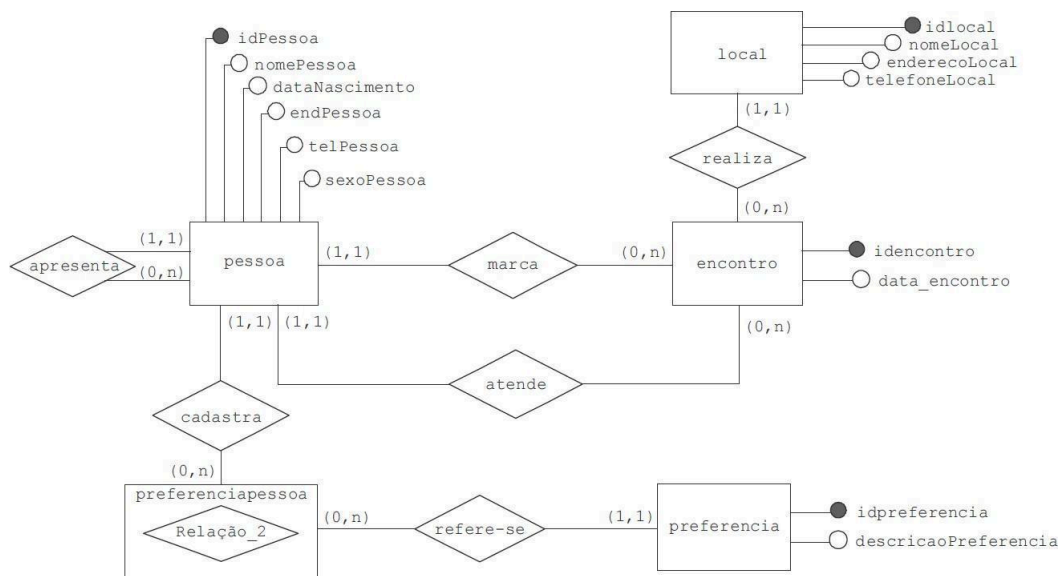 idPessoa
nomePessoa
dataNascimento
endPessoa
telPessoa
sexoPessoa
local
idlocal
nomeLocal
enderecoLocal
telefoneLocal
(1,1)
realiza
(0,n)
(1,1)
apresenta
(0,n)
pessoa
(1,1)
marca
(0,n)
encontro
idencontro
data_encontro
(1,1)
(1,1)
(0,n)
atende
cadastra
(0,n)
preferenciapessoa
Relação_2
(0,n)
refere-se
(1,1)
preferencia
idpreferencia
descricaoPreferencia